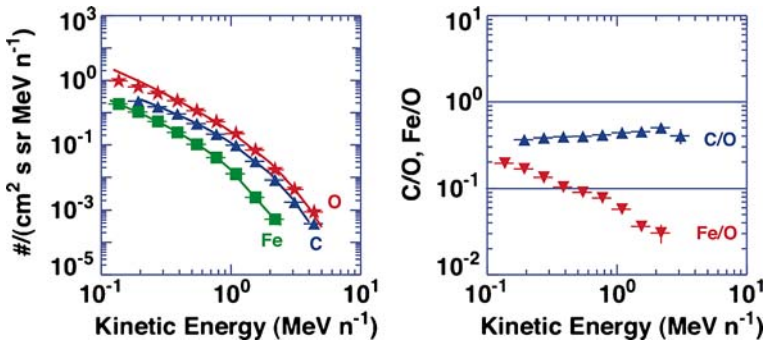 10³
10¹
10⁻¹
10⁻³
10⁻⁵
#/(cm² s sr MeV n⁻¹)
O
Fe
C
10⁻¹ 10⁰ 10¹
Kinetic Energy (MeV n⁻¹)
10¹
10⁰
10⁻¹
10⁻²
C/O, Fe/O
C/O
Fe/O
10⁻¹ 10⁰ 10¹
Kinetic Energy (MeV n⁻¹)